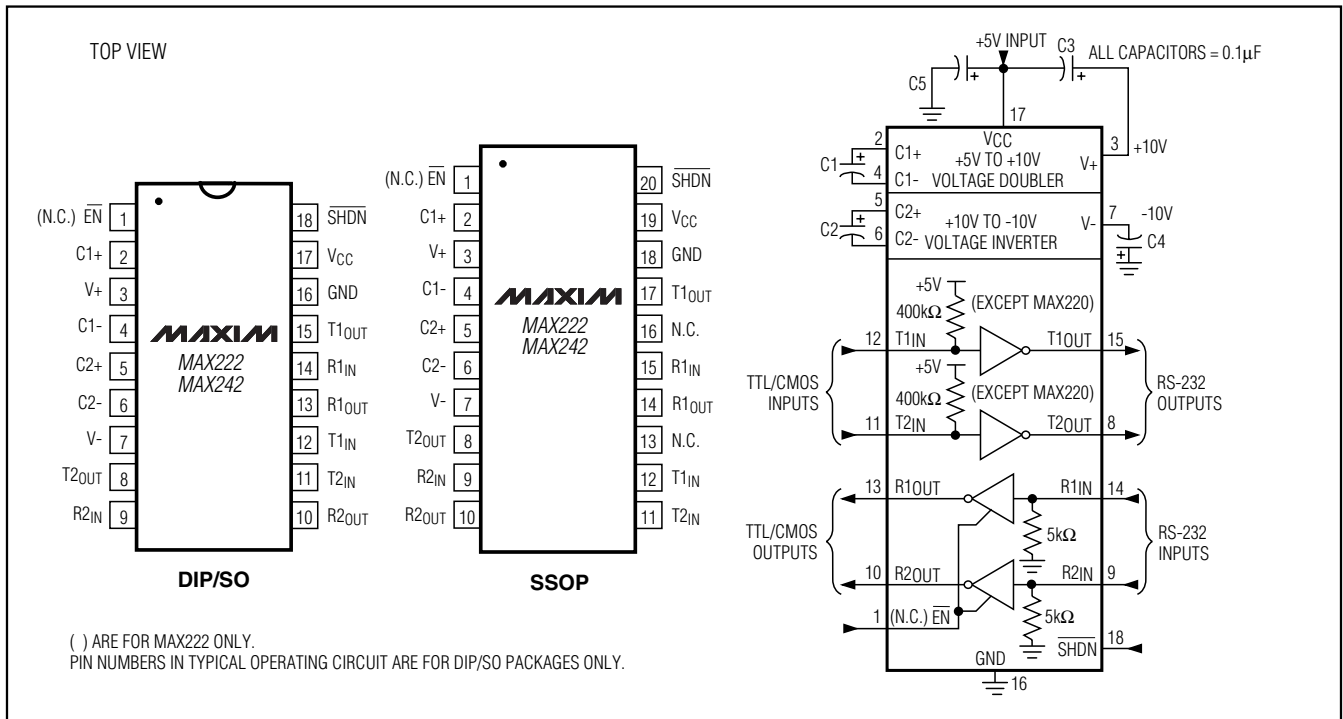 TOP VIEW
(N.C.) EN 1
C1+ 2
V+ 3
C1- 4
C2+ 5
C2- 6
V- 7
T2OUT 8
R2IN 9
18 SHDN
17 VCC
16 GND
15 T1OUT
14 R1IN
13 R1OUT
12 T1IN
11 T2IN
10 R2OUT
MAXIM
MAX222
MAX242
DIP/SO
(N.C.) EN 1
C1+ 2
V+ 3
C1- 4
C2+ 5
C2- 6
V- 7
T2OUT 8
R2IN 9
R2OUT 10
20 SHDN
19 VCC
18 GND
17 T1OUT
16 N.C.
15 R1IN
14 R1OUT
13 N.C.
12 T1IN
11 T2IN
MAXIM
MAX222
MAX242
SSOP
( ) ARE FOR MAX222 ONLY.
PIN NUMBERS IN TYPICAL OPERATING CIRCUIT ARE FOR DIP/SO PACKAGES ONLY.
+5V INPUT
C3
ALL CAPACITORS = 0.1µF
C5
+
+
17
VCC
2
C1+
+5V TO +10V
3
+10V
V+
C1
+
4
C1-
VOLTAGE DOUBLER
5
C2+
+10V TO -10V
7
-10V
V-
C2
+
6
C2-
VOLTAGE INVERTER
C4
+
+5V
400kΩ
(EXCEPT MAX220)
12
T1IN
T1OUT
15
+5V
TTL/CMOS
INPUTS
400kΩ
(EXCEPT MAX220)
RS-232
OUTPUTS
11
T2IN
T2OUT
8
13
R1OUT
R1IN
14
TTL/CMOS
OUTPUTS
5kΩ
RS-232
INPUTS
10
R2OUT
R2IN
9
1
(N.C.) EN
5kΩ
SHDN
18
GND
16